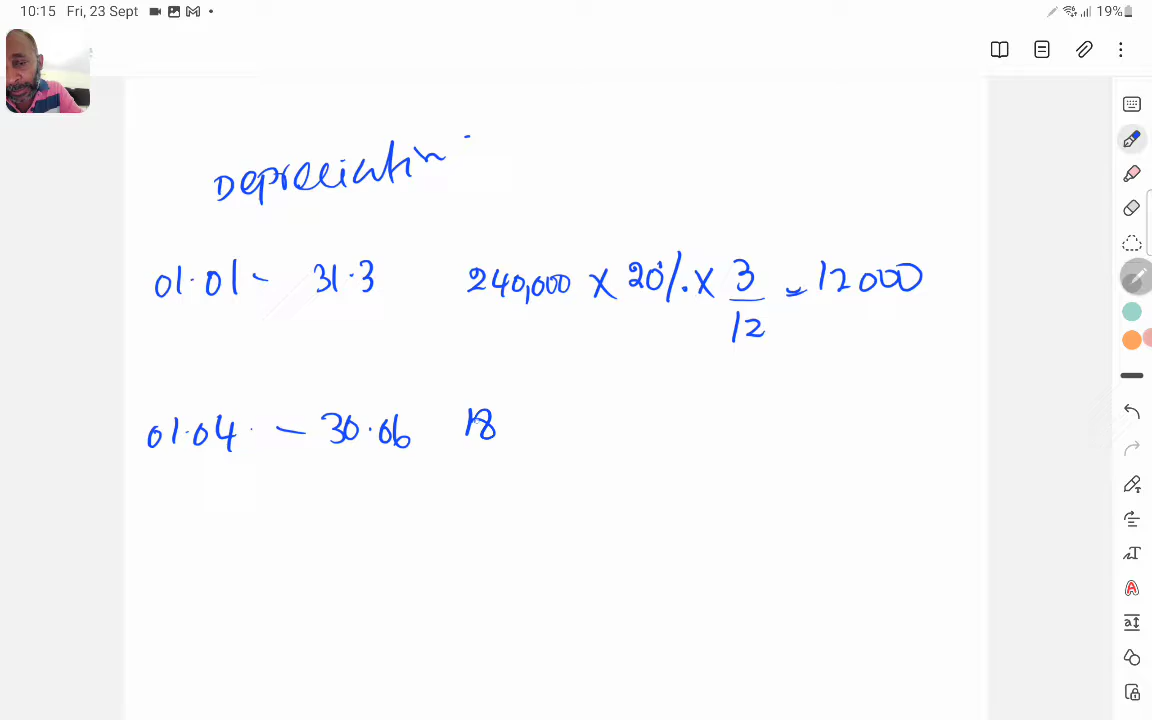 10:15 Fri, 23 Sept
19%
Depreciation -
01.01 - 31.3 240,000 x 20% x 3/12 = 12000
01.04 - 30.06 18